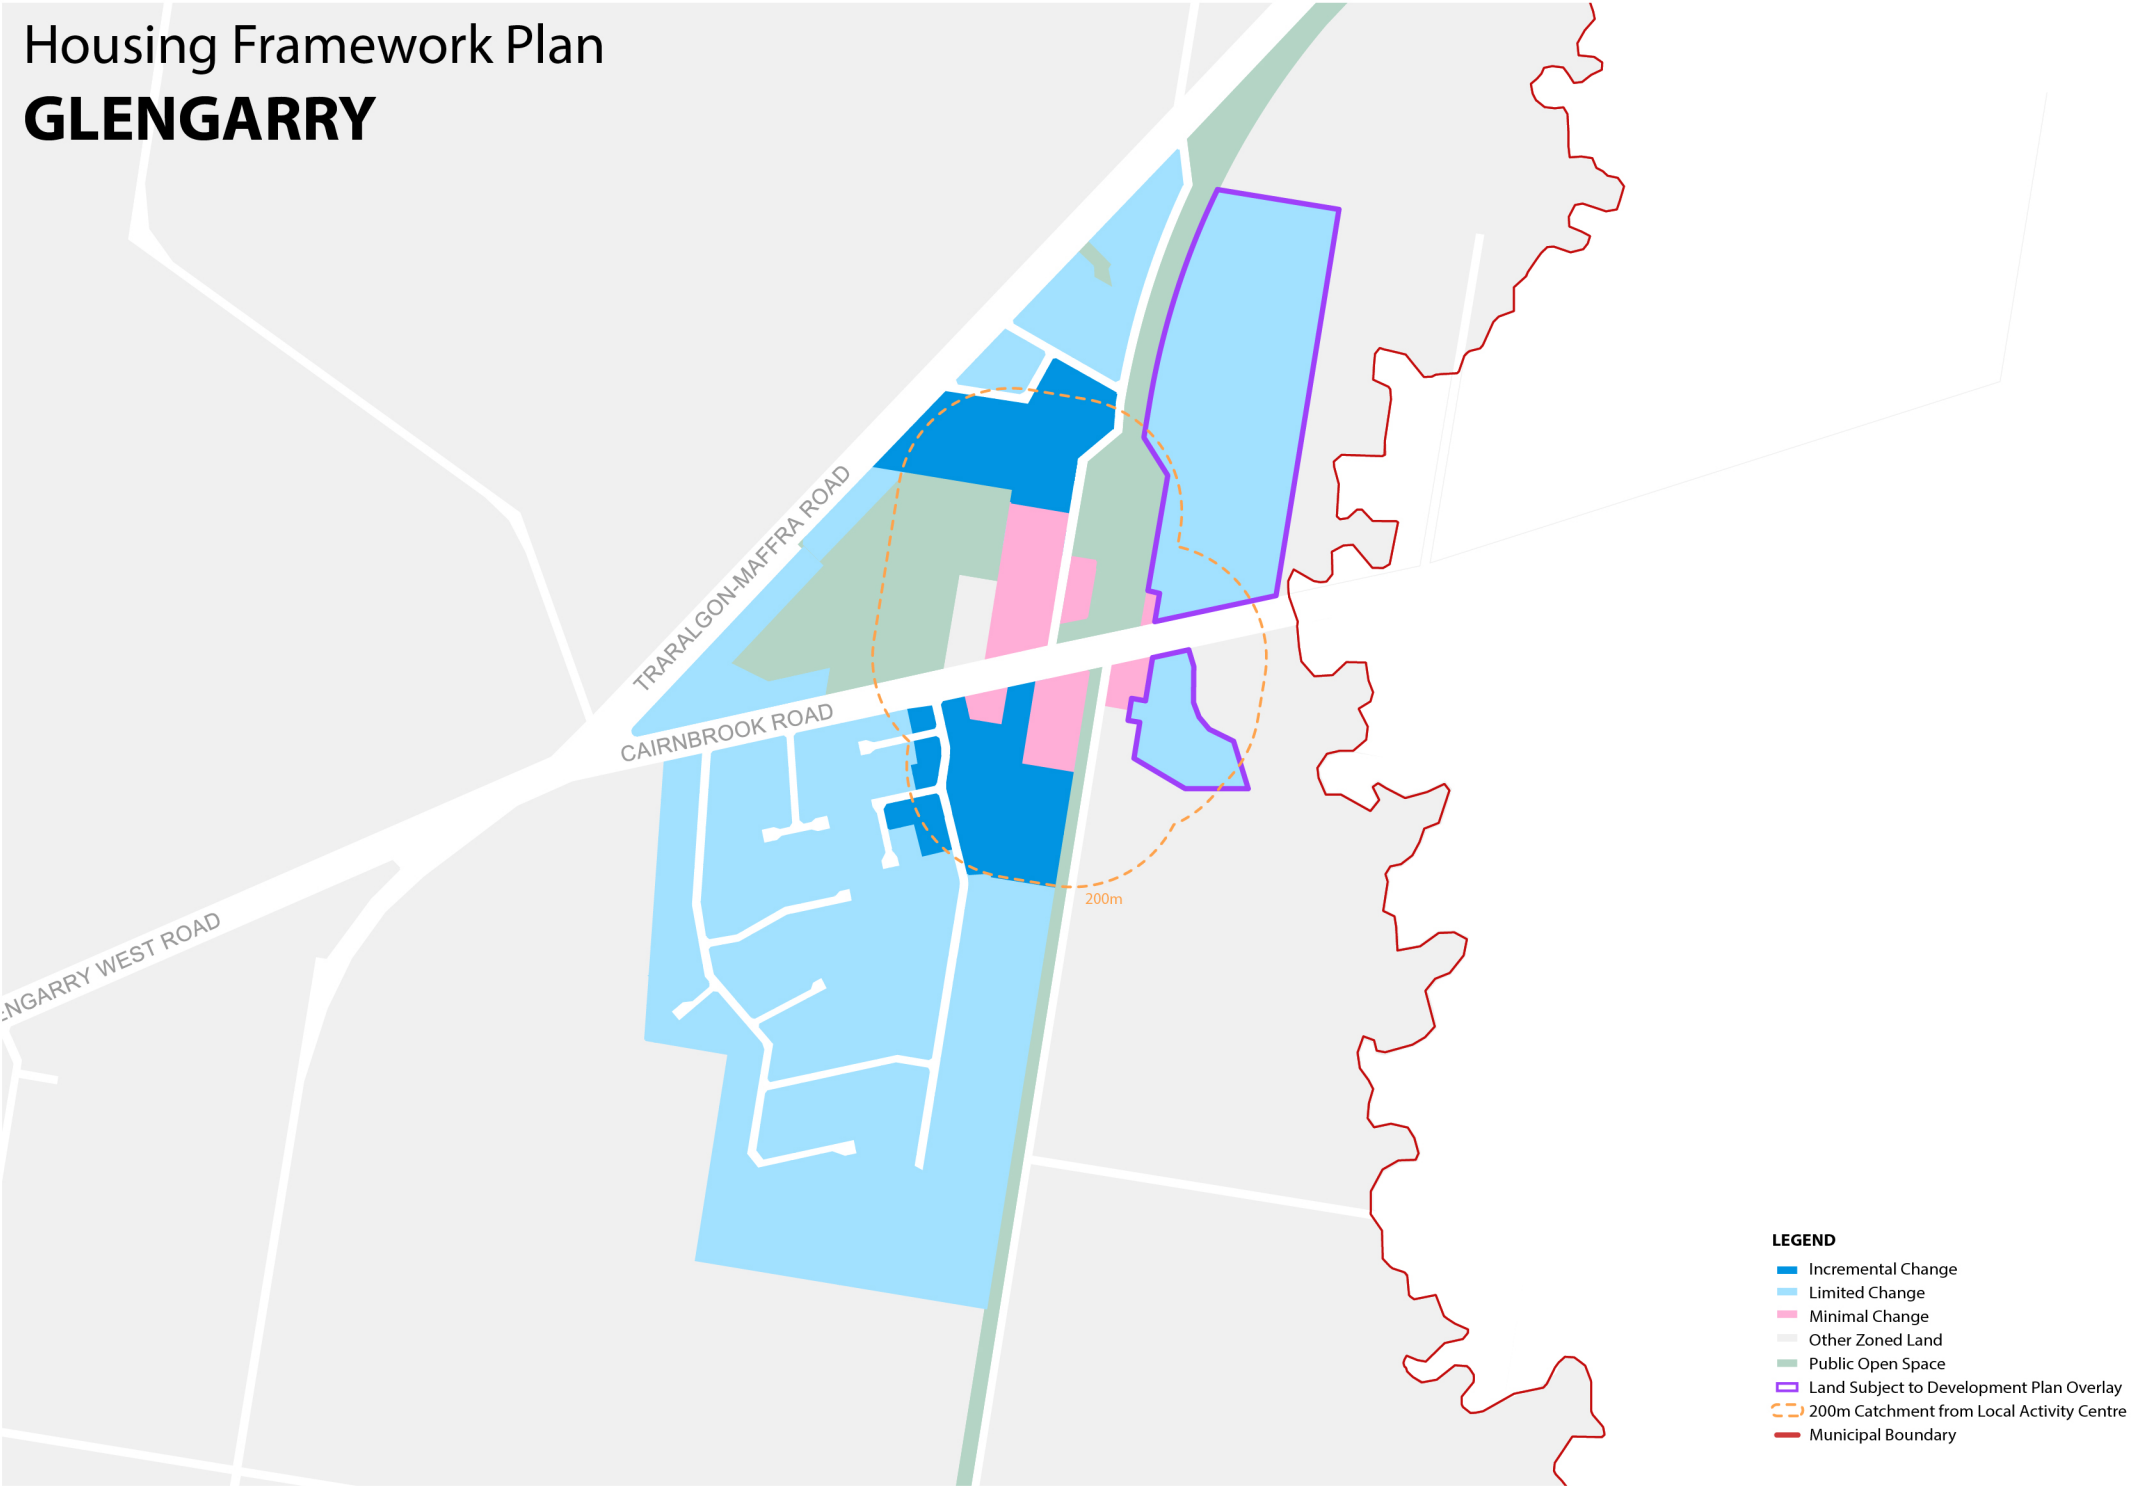 Housing Framework Plan
GLENGARRY
TRARALGON-MAFFRA ROAD
CAIRNBROOK ROAD
ENGARRY WEST ROAD
200m
LEGEND
Incremental Change
Limited Change
Minimal Change
Other Zoned Land
Public Open Space
Land Subject to Development Plan Overlay
200m Catchment from Local Activity Centre
Municipal Boundary